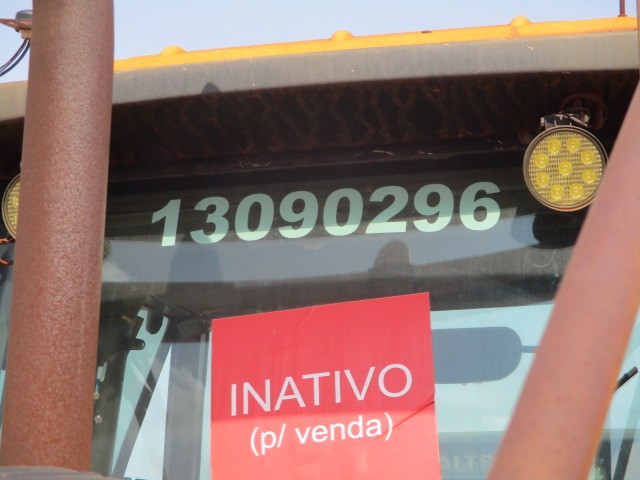 13090296
INATIVO
(p/ venda)